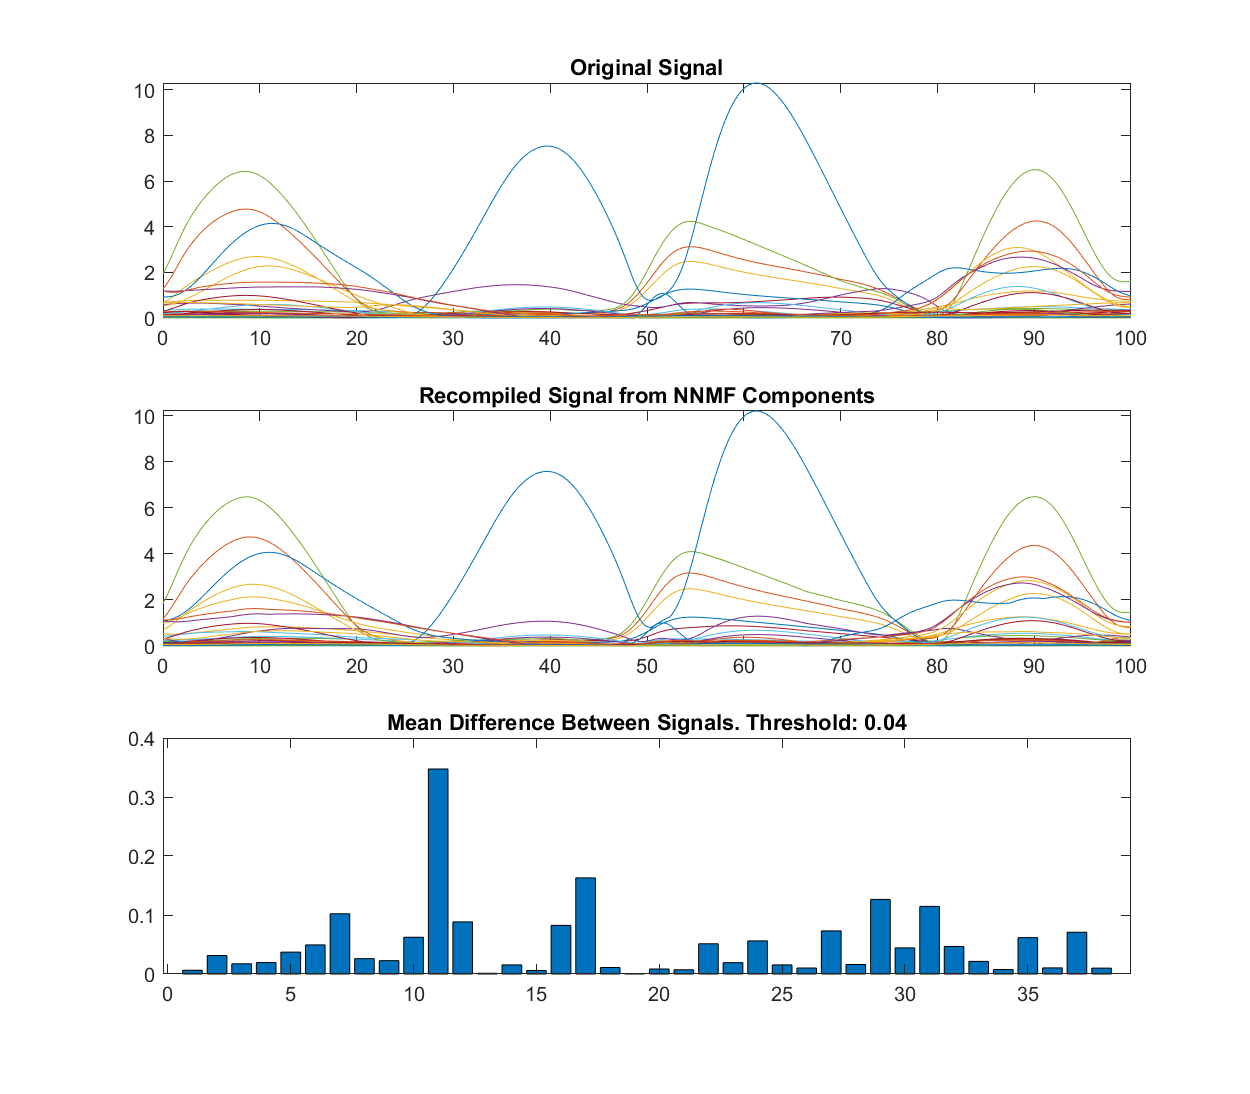 Original Signal
10
8
6
4
2
0
0 10 20 30 40 50 60 70 80 90 100
Recompiled Signal from NNMF Components
10
8
6
4
2
0
0 10 20 30 40 50 60 70 80 90 100
Mean Difference Between Signals. Threshold: 0.04
0.4
0.3
0.2
0.1
0
0 5 10 15 20 25 30 35